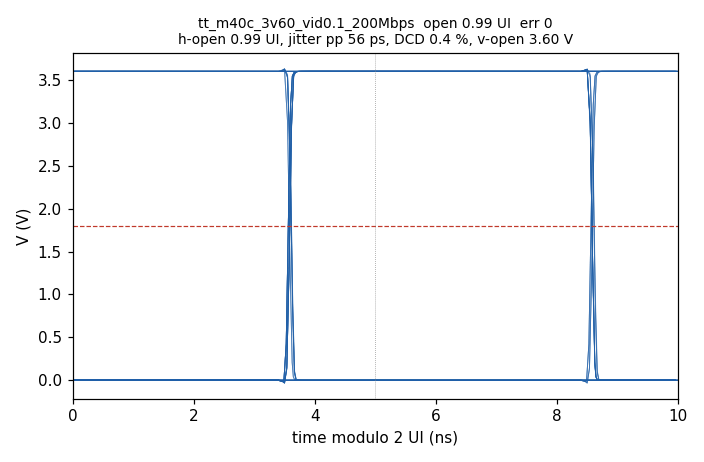 tt_m40c_3v60_vid0.1_200Mbps  open 0.99 UI  err 0
h-open 0.99 UI, jitter pp 56 ps, DCD 0.4 %, v-open 3.60 V
V (V)
3.5
3.0
2.5
2.0
1.5
1.0
0.5
0.0
0 2 4 6 8 10
time modulo 2 UI (ns)